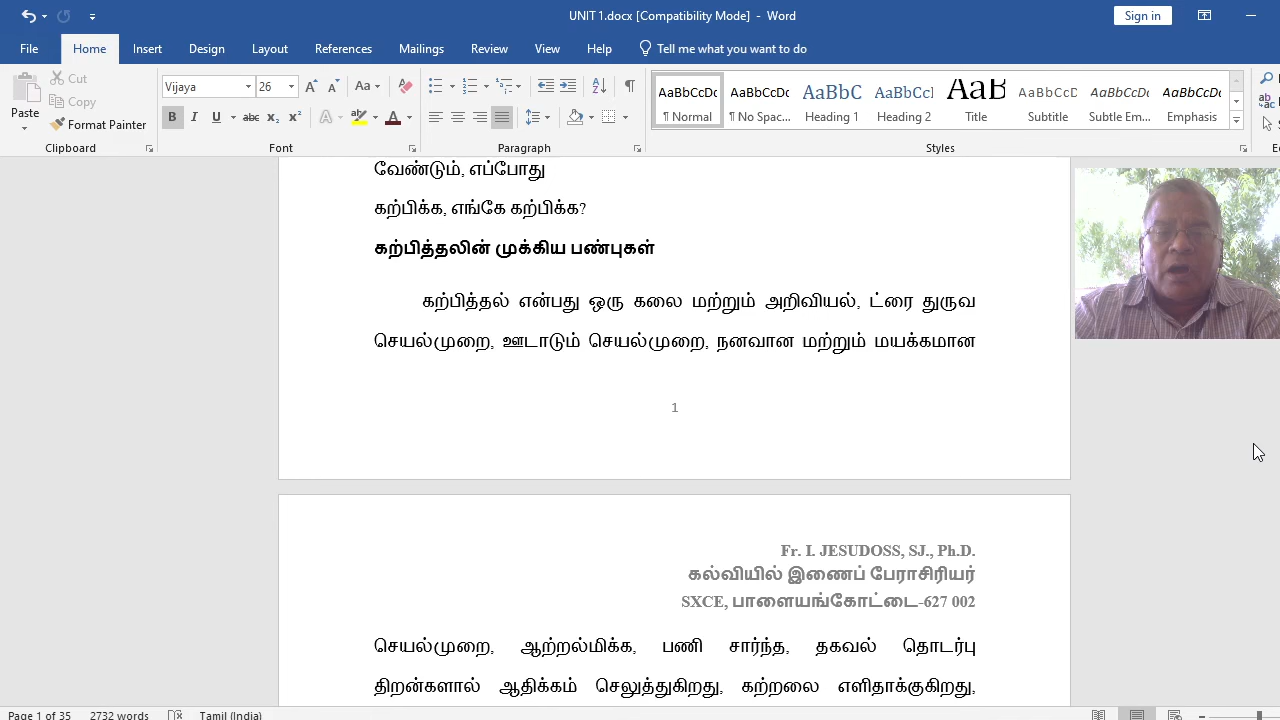 UNIT 1.docx [Compatibility Mode] - Word
Sign in
File Home Insert Design Layout References Mailings Review View Help Tell me what you want to do
Paste
Cut
Copy
Format Painter
Clipboard
Vijaya 26
Font
Paragraph
AaBbCcDc AaBbCcDc AaBbC AaBbCcI AaB AaBbCcD AaBbCcDı AaBbCcDı
¶ Normal ¶ No Spac... Heading 1 Heading 2 Title Subtitle Subtle Em... Emphasis
Styles
வேண்டும், எப்போது
கற்பிக்க, எங்கே கற்பிக்க?
கற்பித்தலின் முக்கிய பண்புகள்
கற்பித்தல் என்பது ஒரு கலை மற்றும் அறிவியல், ட்ரை துருவ
செயல்முறை, ஊடாடும் செயல்முறை, நனவான மற்றும் மயக்கமான
1
Fr. I. JESUDOSS, SJ., Ph.D.
கல்வியில் இணைப் பேராசிரியர்
SXCE, பாளையங்கோட்டை-627 002
செயல்முறை, ஆற்றல்மிக்க, பணி சார்ந்த, தகவல் தொடர்பு
திறன்களால் ஆதிக்கம் செலுத்துகிறது, கற்றலை எளிதாக்குகிறது,
Page 1 of 35 2732 words Tamil (India)